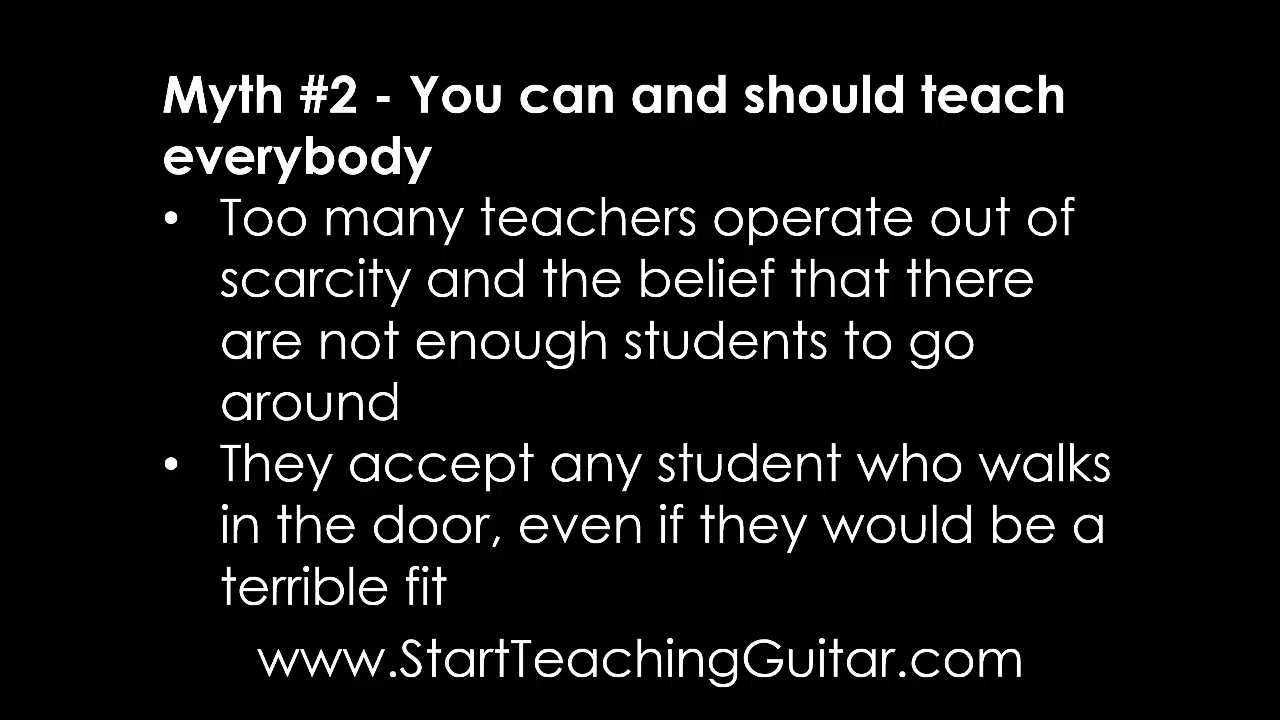 Myth #2 - You can and should teach
everybody
• Too many teachers operate out of
scarcity and the belief that there
are not enough students to go
around
• They accept any student who walks
in the door, even if they would be a
terrible fit
www.StartTeachingGuitar.com